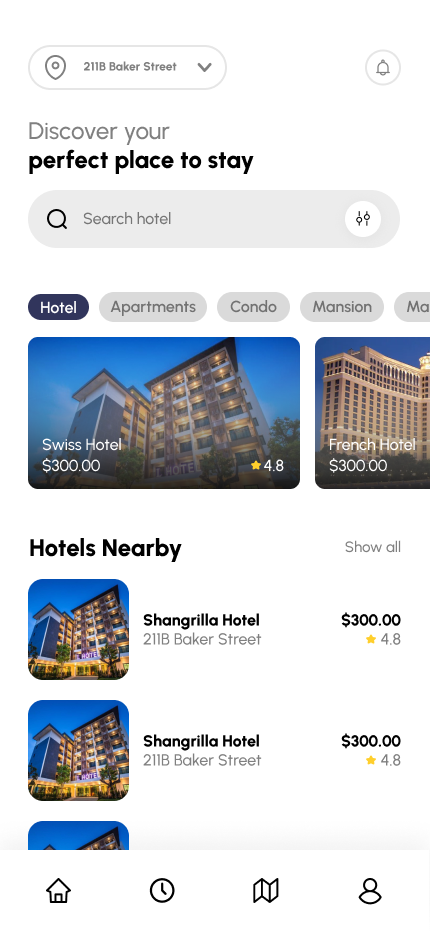 211B Baker Street
Discover your
perfect place to stay
Search hotel
Hotel
Apartments
Condo
Mansion
Ma
Swiss Hotel
$300.00
4.8
French Hotel
$300.00
Hotels Nearby
Show all
Shangrilla Hotel
$300.00
211B Baker Street
4.8
Shangrilla Hotel
$300.00
211B Baker Street
4.8